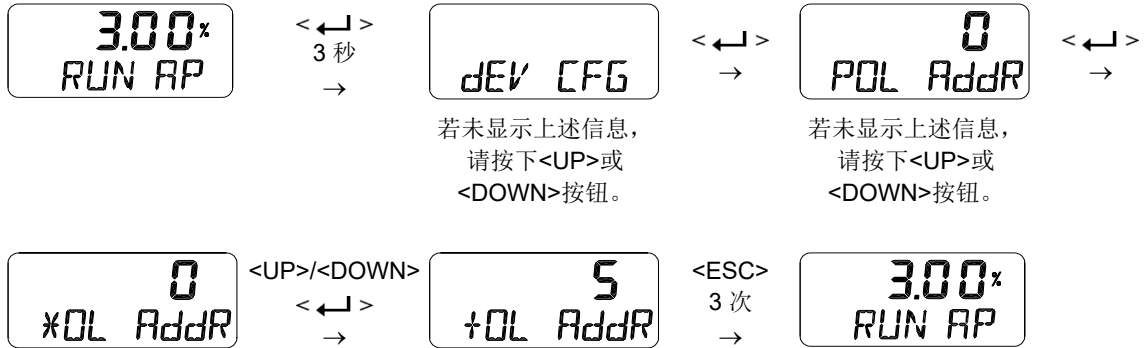 3.00%
RUN AP
< ↵ >
3 秒
→
dEV CFG
若未显示上述信息，
请按下<UP>或
<DOWN>按钮。
< ↵ >
→
0
POL AddR
若未显示上述信息，
请按下<UP>或
<DOWN>按钮。
< ↵ >
→
0
*OL AddR
<UP>/<DOWN>
< ↵ >
→
5
+OL AddR
<ESC>
3 次
→
3.00%
RUN AP